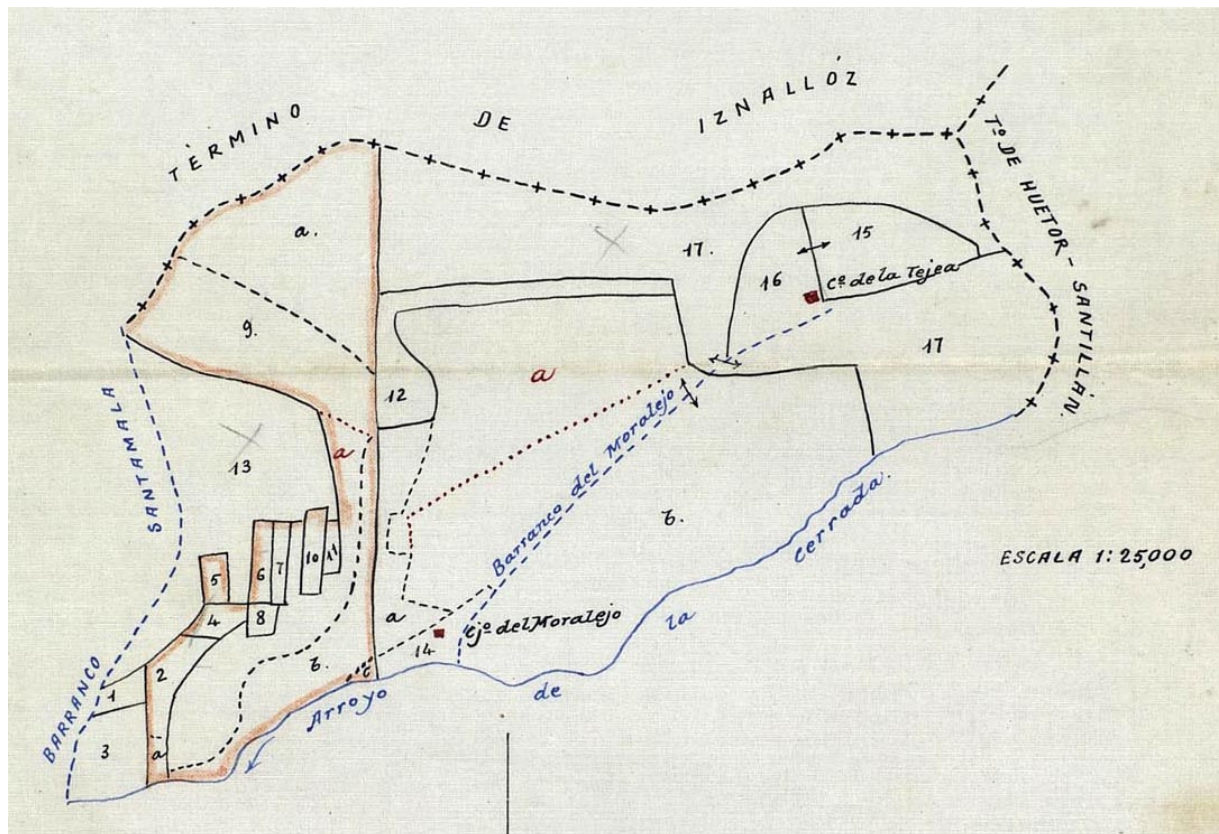 TÈRMINO DE IZNALLÓZ
Tº DE HUETOR-SANTILLÁN.
a.
17.
15
16
Cº de la Tejea
9.
17
12
a
a
13
SANTAMALA
Barranco del Moralejo
b.
Cerrada.
ESCALA 1:25,000
5
6
7
10
11
4
8
a
Cjº del Moralejo
14
la
2
b.
c
1
BARRANCO
Arroyo
de
3
a